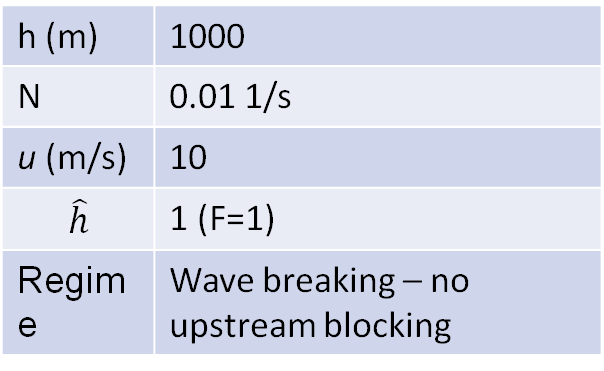 h (m) 1000
N 0.01 1/s
u (m/s) 10
ĥ 1 (F=1)
Regim Wave breaking – no
e upstream blocking